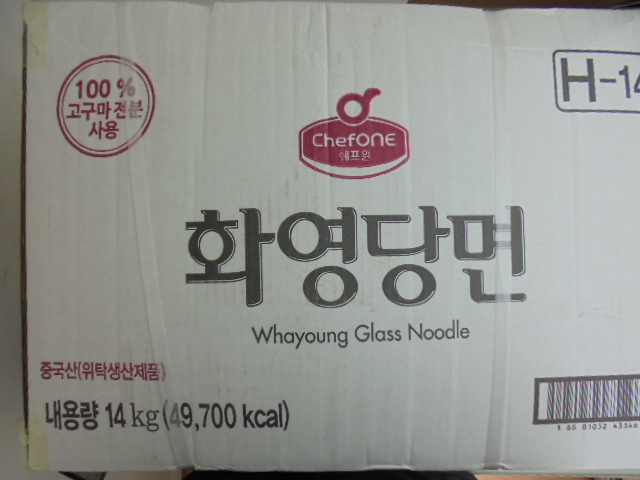 100 %
고구마 전분
사용
H-14
ChefONE
쉐프원
화영당면
Whayoung Glass Noodle
중국산(위탁생산제품)
내용량 14 kg (49,700 kcal)